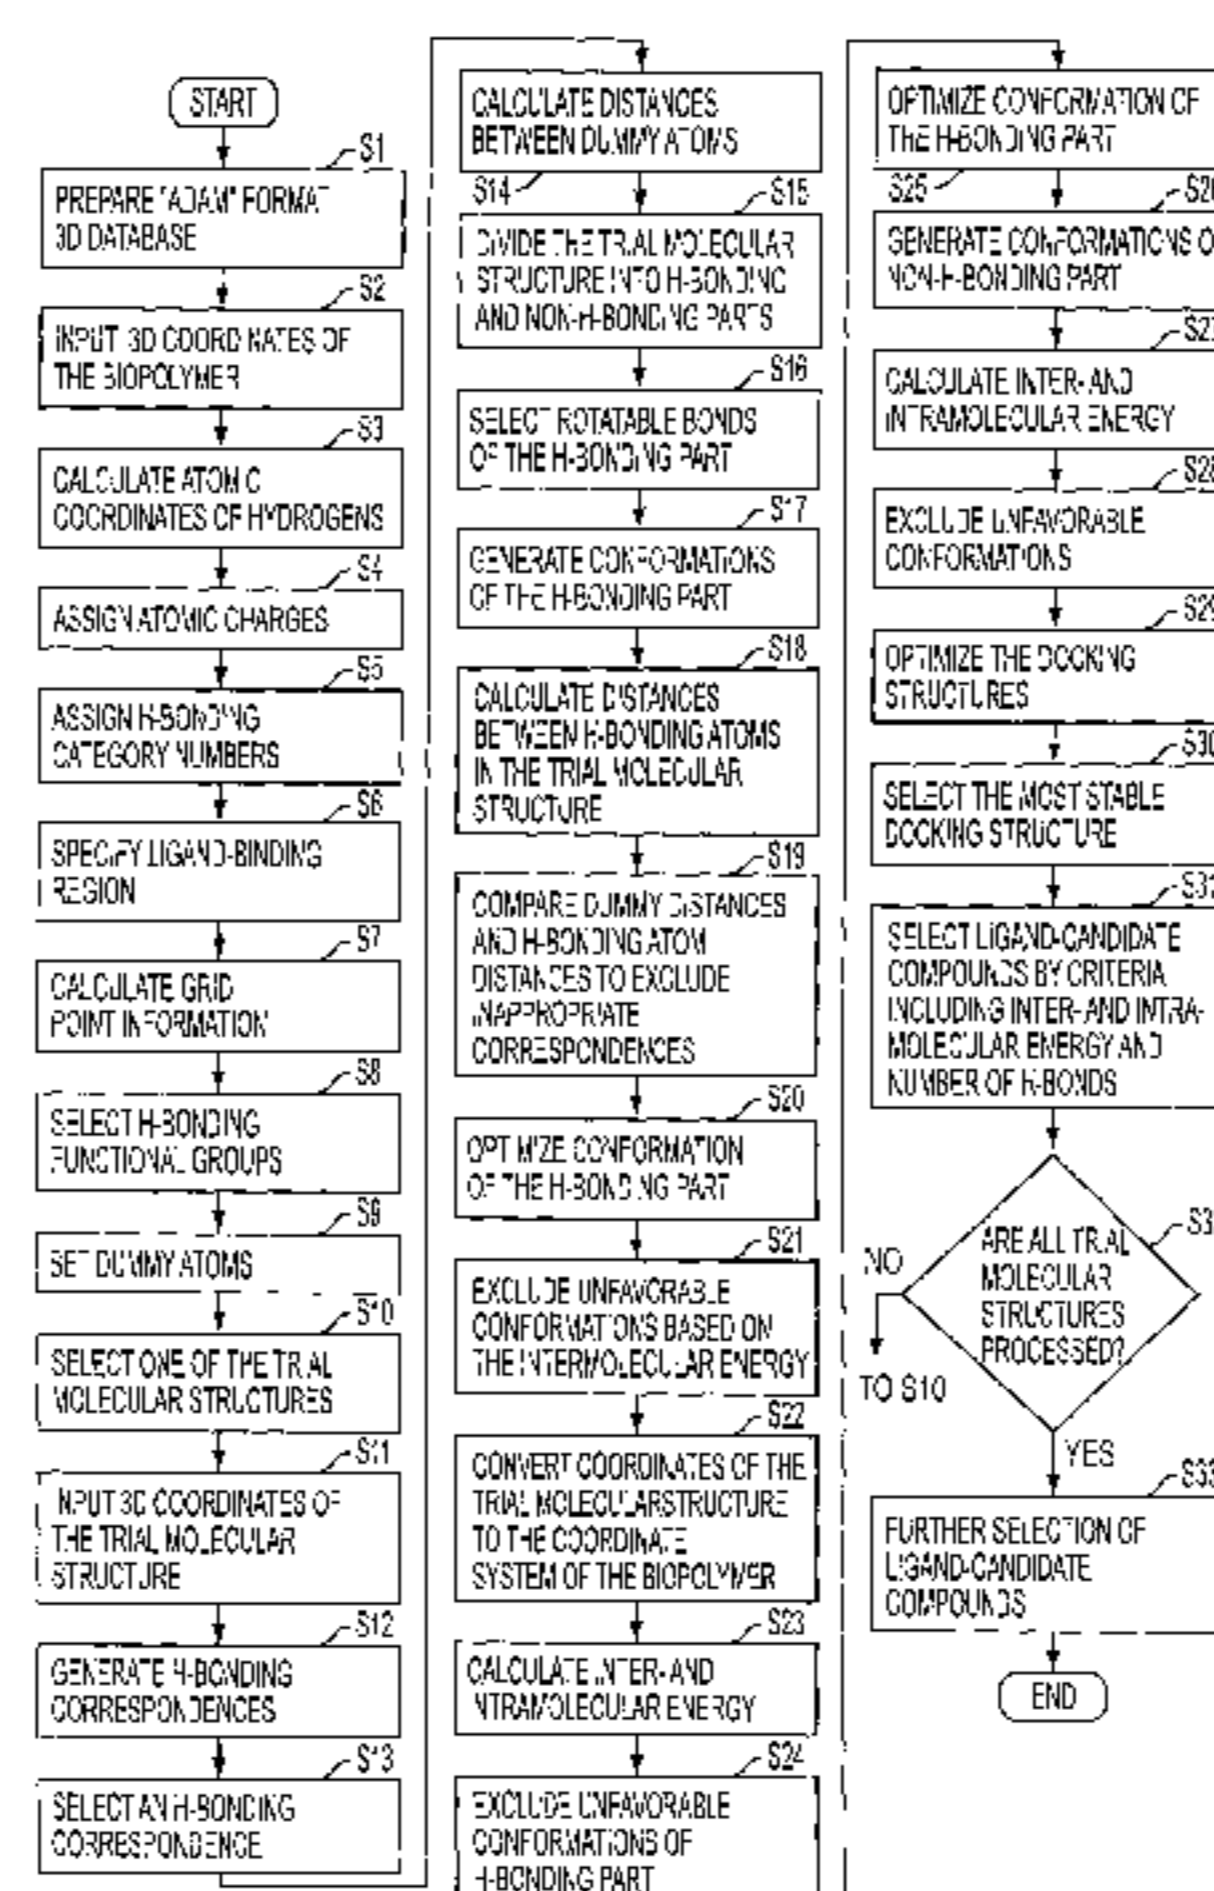 START
S1
PREPARE "ADAM" FORMAT
3D DATABASE
S2
INPUT 3D COORDINATES OF
THE BIOPOLYMER
S3
CALCULATE ATOMIC
COORDINATES OF HYDROGENS
S4
ASSIGN ATOMIC CHARGES
S5
ASSIGN H-BONDING
CATEGORY NUMBERS
S6
SPECIFY LIGAND-BINDING
REGION
S7
CALCULATE GRID
POINT INFORMATION
S8
SELECT H-BONDING
FUNCTIONAL GROUPS
S9
SET DUMMY ATOMS
S10
SELECT ONE OF THE TRIAL
MOLECULAR STRUCTURES
S11
INPUT 3D COORDINATES OF
THE TRIAL MOLECULAR
STRUCTURE
S12
GENERATE H-BONDING
CORRESPONDENCES
S13
SELECT AN H-BONDING
CORRESPONDENCE
CALCULATE DISTANCES
BETWEEN DUMMY ATOMS
S14
S15
DIVIDE THE TRIAL MOLECULAR
STRUCTURE INTO H-BONDING
AND NON-H-BONDING PARTS
S16
SELECT ROTATABLE BONDS
OF THE H-BONDING PART
S17
GENERATE CONFORMATIONS
OF THE H-BONDING PART
S18
CALCULATE DISTANCES
BETWEEN H-BONDING ATOMS
IN THE TRIAL MOLECULAR
STRUCTURE
S19
COMPARE DUMMY DISTANCES
AND H-BONDING ATOM
DISTANCES TO EXCLUDE
INAPPROPRIATE
CORRESPONDENCES
S20
OPTIMIZE CONFORMATION
OF THE H-BONDING PART
S21
EXCLUDE UNFAVORABLE
CONFORMATIONS BASED ON
THE INTERMOLECULAR ENERGY
S22
CONVERT COORDINATES OF THE
TRIAL MOLECULARSTRUCTURE
TO THE COORDINATE
SYSTEM OF THE BIOPOLYMER
S23
CALCULATE INTER- AND
INTRAMOLECULAR ENERGY
S24
EXCLUDE UNFAVORABLE
CONFORMATIONS OF
H-BONDING PART
OPTIMIZE CONFORMATION OF
THE H-BONDING PART
S25
S26
GENERATE CONFORMATIONS O
NON-H-BONDING PART
S27
CALCULATE INTER- AND
INTRAMOLECULAR ENERGY
S28
EXCLUDE UNFAVORABLE
CONFORMATIONS
S29
OPTIMIZE THE DOCKING
STRUCTURES
S30
SELECT THE MOST STABLE
DOCKING STRUCTURE
S31
SELECT LIGAND-CANDIDATE
COMPOUNDS BY CRITERIA
INCLUDING INTER- AND INTRA-
MOLECULAR ENERGY AND
NUMBER OF H-BONDS
S3
ARE ALL TRIAL
MOLECULAR
STRUCTURES
PROCESSED?
NO
TO S10
YES
S33
FURTHER SELECTION OF
LIGAND-CANDIDATE
COMPOUNDS
END